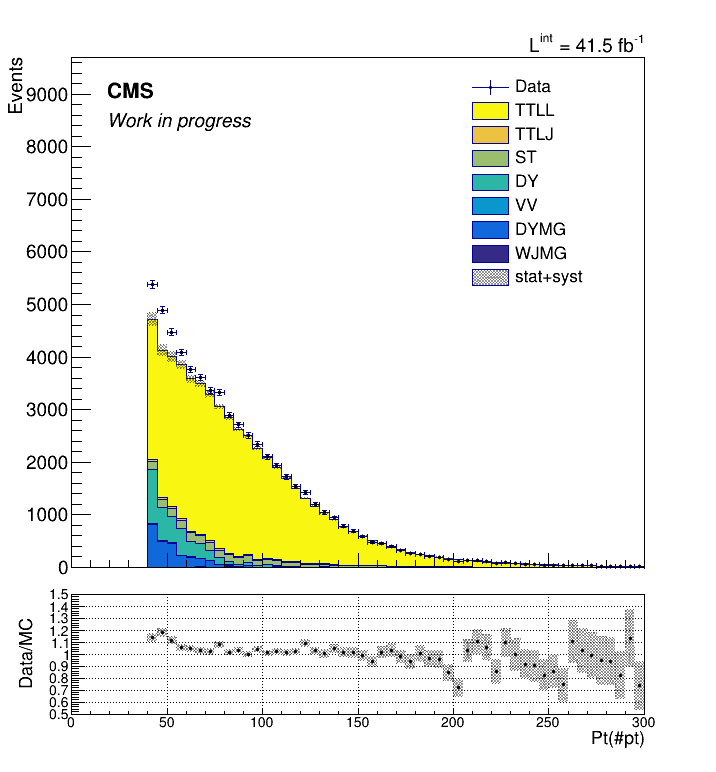 L^int = 41.5 fb^-1
Events
CMS
Work in progress
Data
TTLL
TTLJ
ST
DY
VV
DYMG
WJMG
stat+syst
9000
8000
7000
6000
5000
4000
3000
2000
1000
0
Data/MC
1.5
1.4
1.3
1.2
1.1
1
0.9
0.8
0.7
0.6
0.5
0 50 100 150 200 250 300
Pt(#pt)